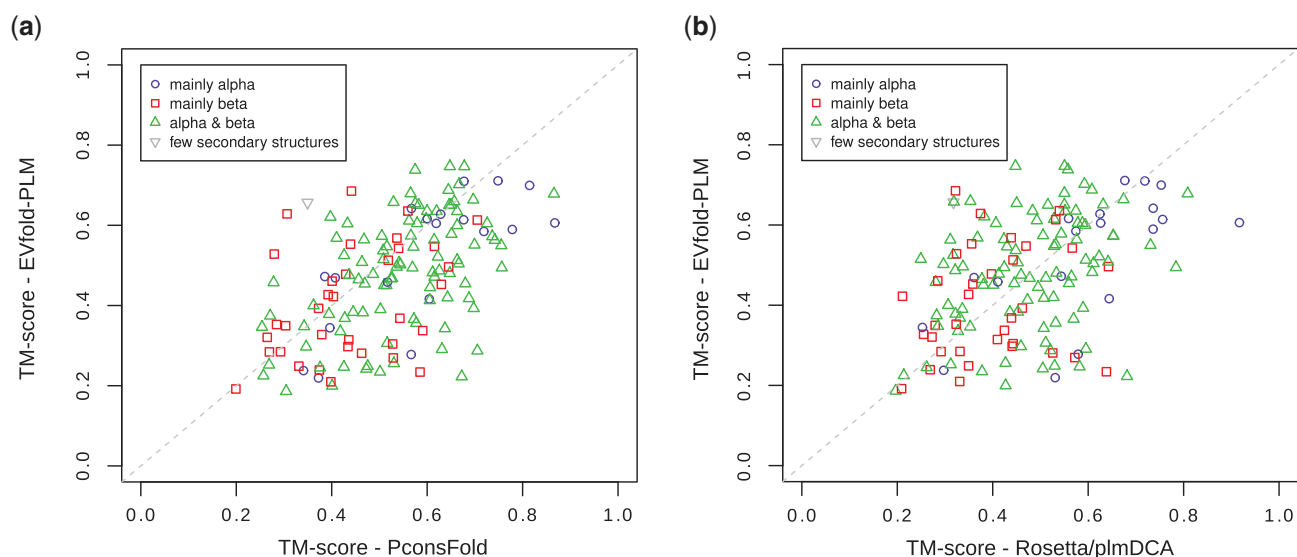 (a)
TM-score - EVfold-PLM
1.0
0.8
0.6
0.4
0.2
0.0
mainly alpha
mainly beta
alpha & beta
few secondary structures
0.0 0.2 0.4 0.6 0.8 1.0
TM-score - PconsFold
(b)
TM-score - EVfold-PLM
1.0
0.8
0.6
0.4
0.2
0.0
mainly alpha
mainly beta
alpha & beta
few secondary structures
0.0 0.2 0.4 0.6 0.8 1.0
TM-score - Rosetta/plmDCA